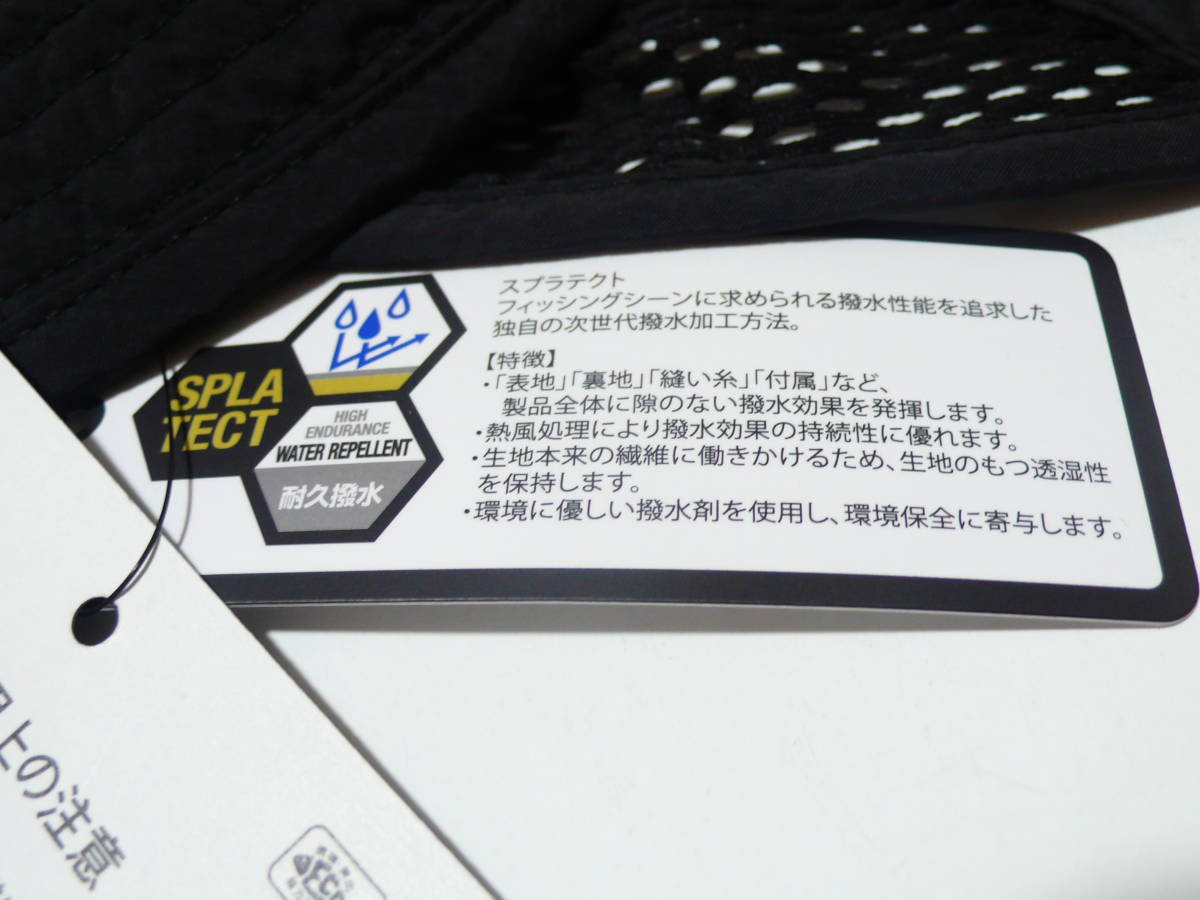 スプラテクト
フィッシングシーンに求められる撥水性能を追求した
独自の次世代撥水加工方法。
【特徴】
・「表地」「裏地」「縫い糸」「付属」など、
製品全体に隙のない撥水効果を発揮します。
・熱風処理により撥水効果の持続性に優れます。
・生地本来の繊維に働きかけるため、生地のもつ透湿性
を保持します。
・環境に優しい撥水剤を使用し、環境保全に寄与します。
SPLA
TECT
HIGH
ENDURANCE
WATER REPELLENT
耐久撥水
上の注意